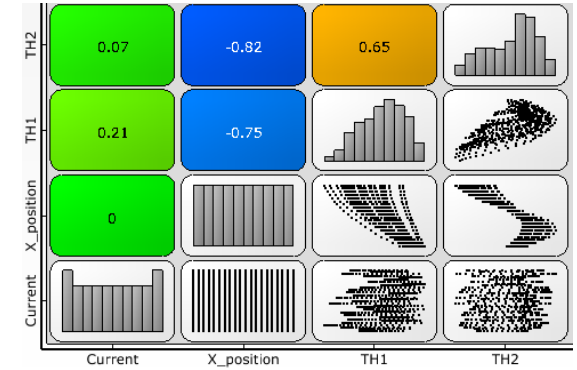 TH2
0.07
-0.82
0.65
TH1
0.21
-0.75
X_position
0
Current
Current
X_position
TH1
TH2